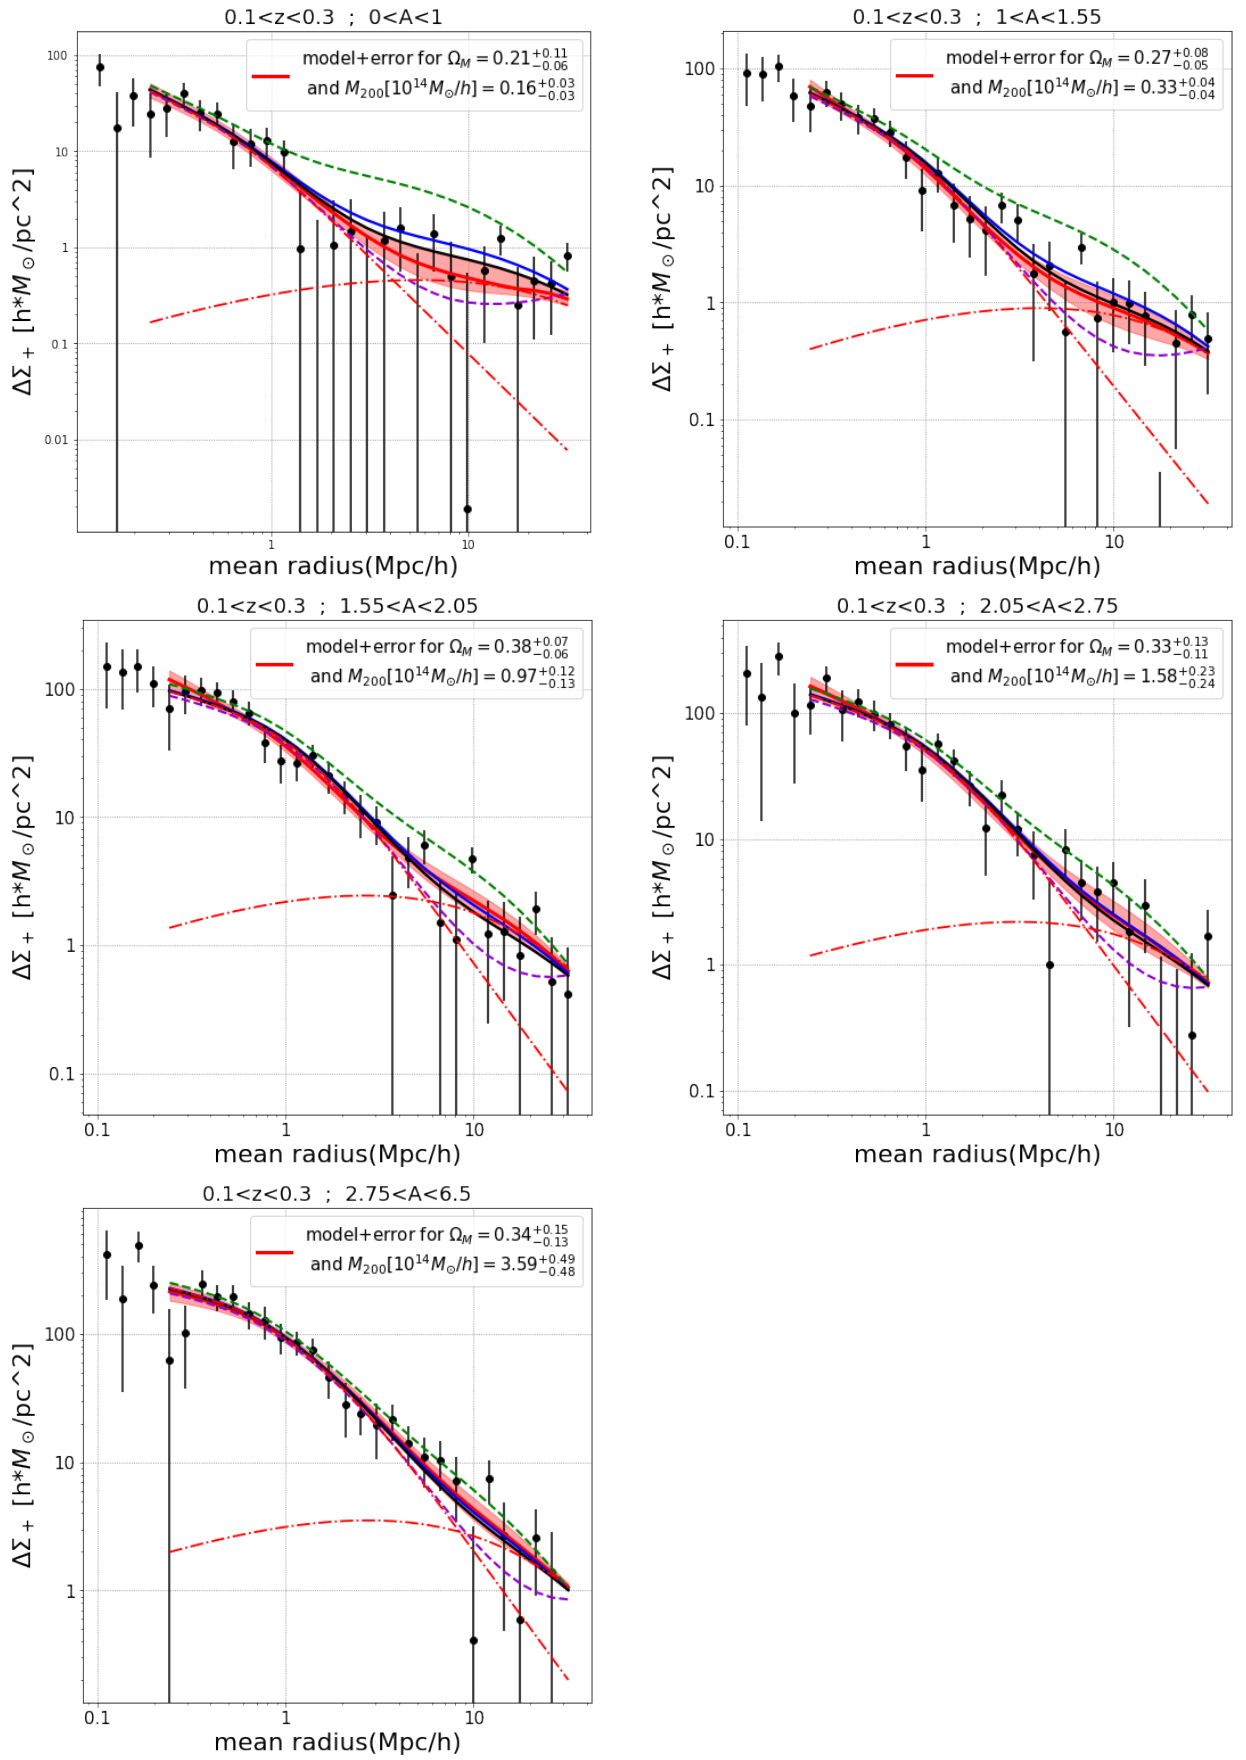 0.1<z<0.3 ; 0<A<1
model+error for Ω_M = 0.21^{+0.11}_{−0.06}
and M_{200}[10^{14}M_⊙/h] = 0.16^{+0.03}_{−0.03}
100
10
1
0.1
0.01
ΔΣ_+ [h*M_⊙/pc^2]
1 10
mean radius(Mpc/h)
0.1<z<0.3 ; 1<A<1.55
model+error for Ω_M = 0.27^{+0.08}_{−0.05}
and M_{200}[10^{14}M_⊙/h] = 0.33^{+0.04}_{−0.04}
100
10
1
0.1
ΔΣ_+ [h*M_⊙/pc^2]
0.1 1 10
mean radius(Mpc/h)
0.1<z<0.3 ; 1.55<A<2.05
model+error for Ω_M = 0.38^{+0.07}_{−0.06}
and M_{200}[10^{14}M_⊙/h] = 0.97^{+0.12}_{−0.13}
100
10
1
0.1
ΔΣ_+ [h*M_⊙/pc^2]
0.1 1 10
mean radius(Mpc/h)
0.1<z<0.3 ; 2.05<A<2.75
model+error for Ω_M = 0.33^{+0.13}_{−0.11}
and M_{200}[10^{14}M_⊙/h] = 1.58^{+0.23}_{−0.24}
100
10
1
0.1
ΔΣ_+ [h*M_⊙/pc^2]
0.1 1 10
mean radius(Mpc/h)
0.1<z<0.3 ; 2.75<A<6.5
model+error for Ω_M = 0.34^{+0.15}_{−0.13}
and M_{200}[10^{14}M_⊙/h] = 3.59^{+0.49}_{−0.48}
100
10
1
ΔΣ_+ [h*M_⊙/pc^2]
0.1 1 10
mean radius(Mpc/h)